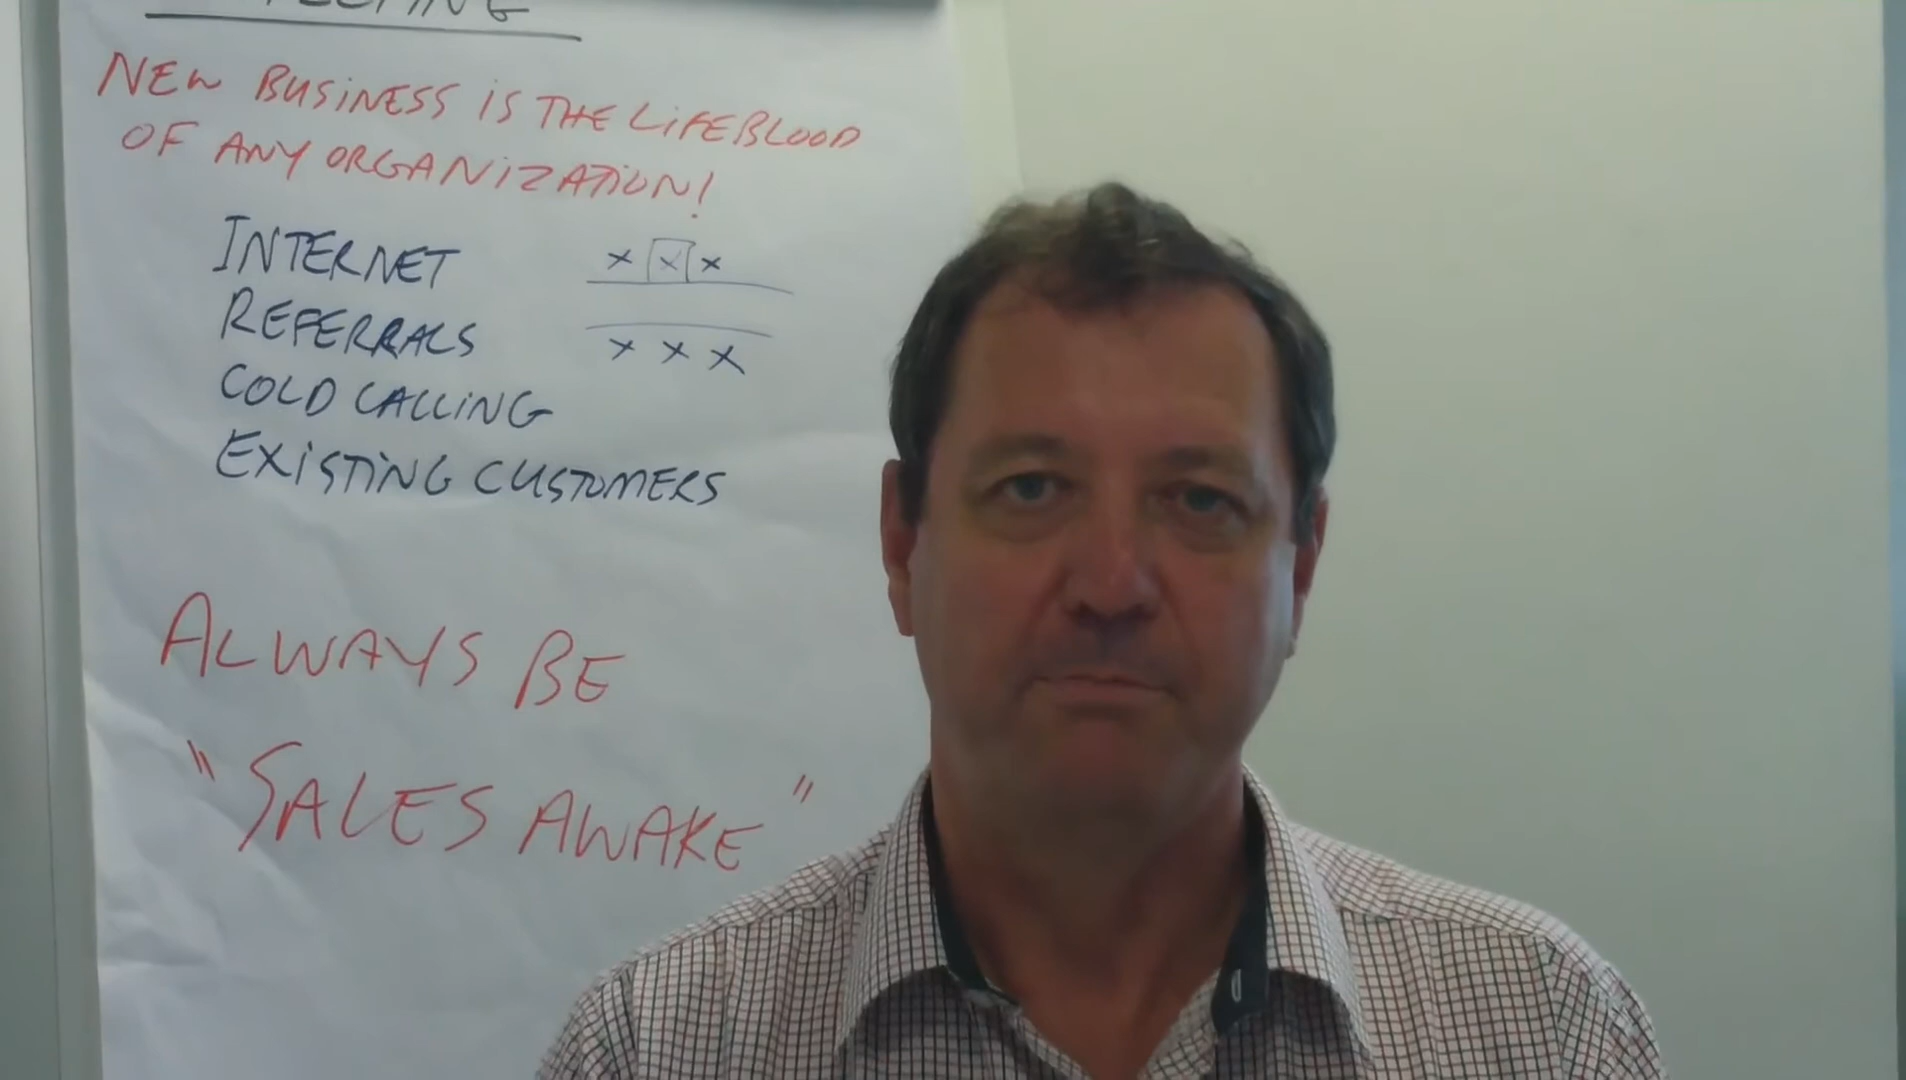 NEW BUSINESS IS THE LIFEBLOOD
OF ANY ORGANIZATION!
INTERNET x x x
REFERRALS x x x
COLD CALLING
EXISTING CUSTOMERS
ALWAYS BE
"SALES AWAKE"